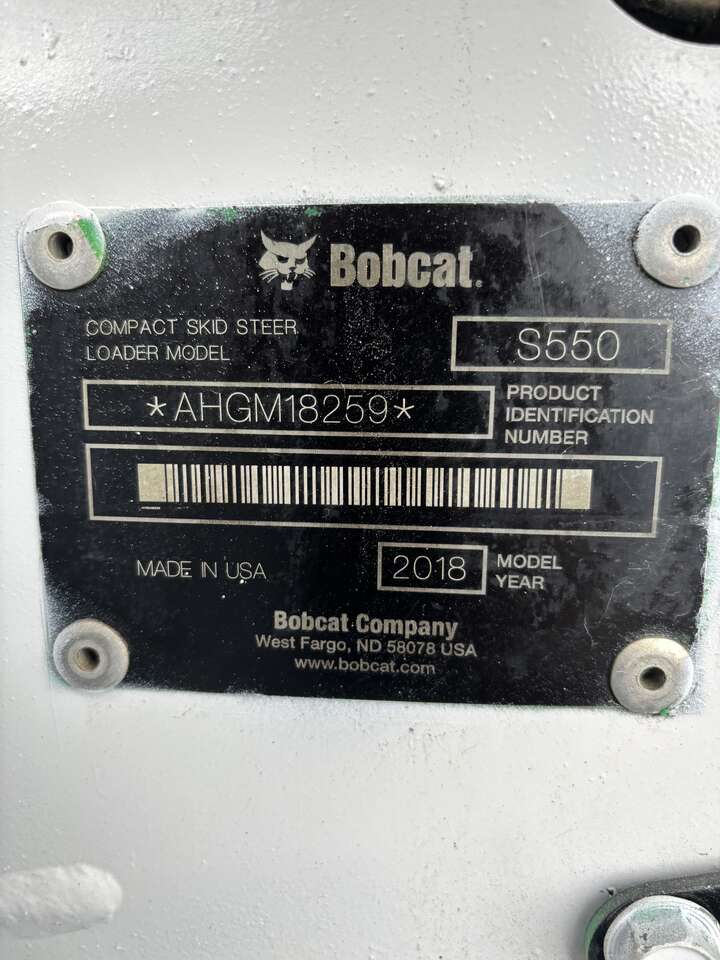 Bobcat
COMPACT SKID STEER
LOADER MODEL
S550
*AHGM18259*
PRODUCT
IDENTIFICATION
NUMBER
MADE IN USA
2018
MODEL
YEAR
Bobcat Company
West Fargo, ND 58078 USA
www.bobcat.com